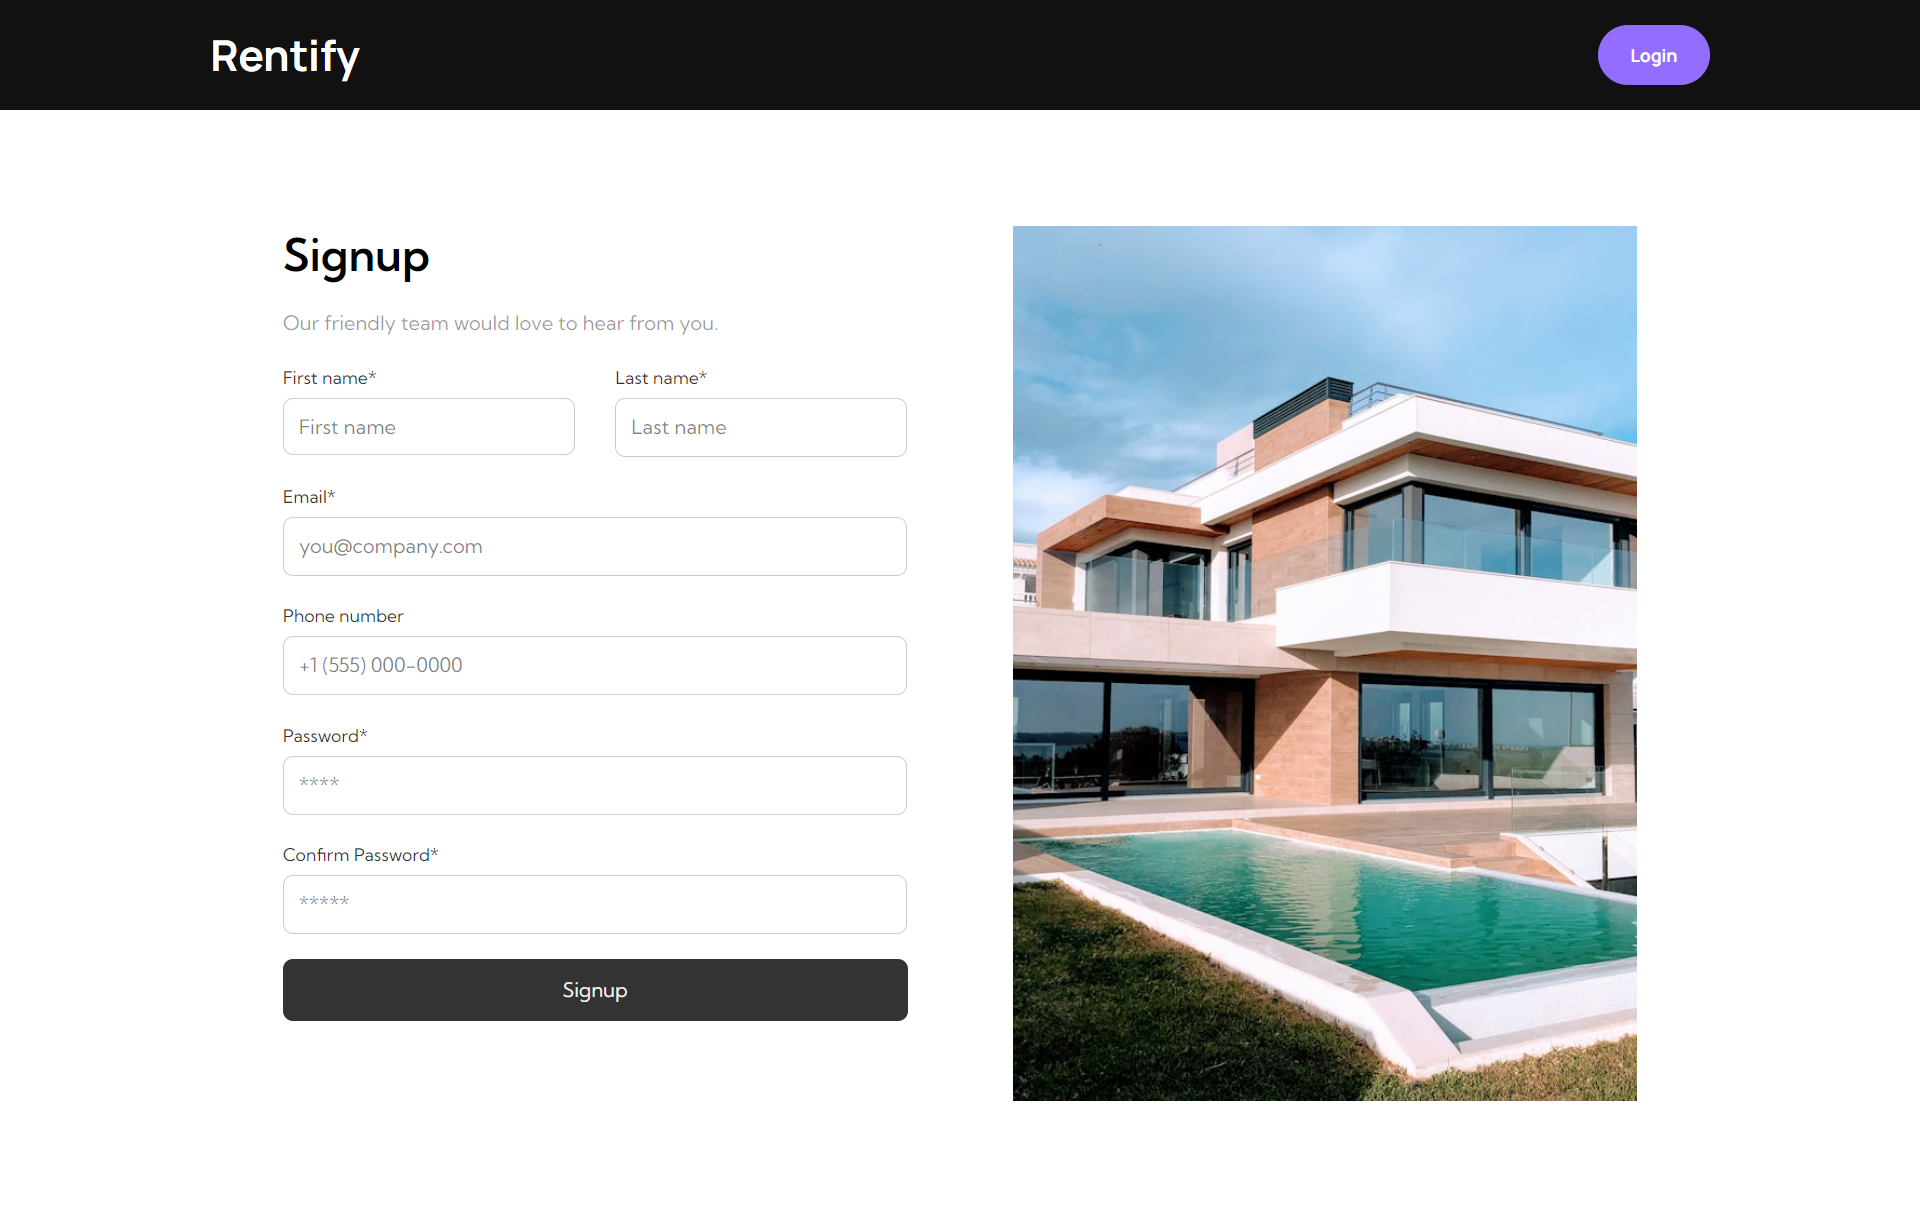 Rentify
Login
Signup
Our friendly team would love to hear from you.
First name*
Last name*
First name
Last name
Email*
you@company.com
Phone number
+1 (555) 000-0000
Password*
****
Confirm Password*
*****
Signup